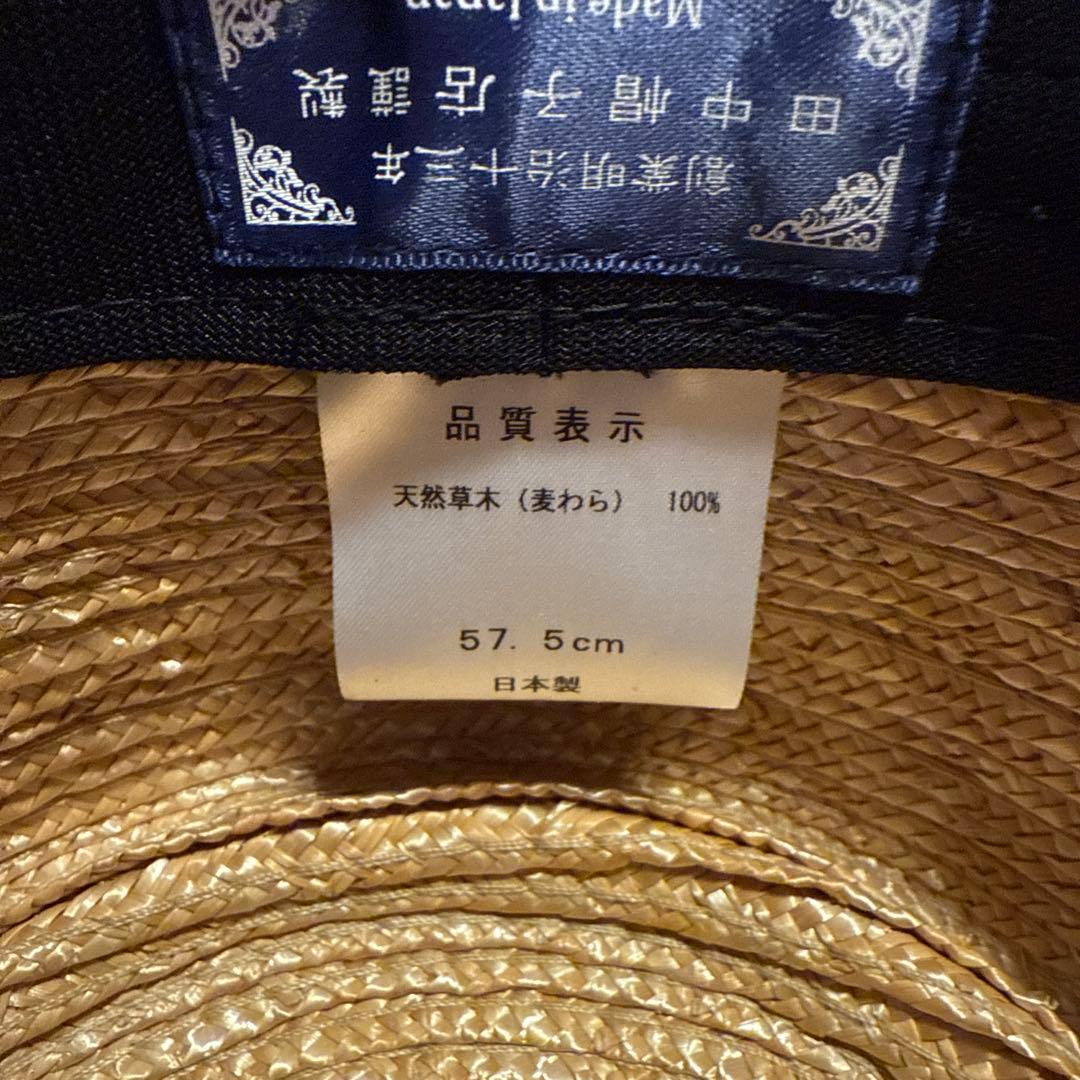 創業明治十三年
田中帽子店謹製
Made in Japan
品質表示
天然草木（麦わら） 100%
57.5cm
日本製